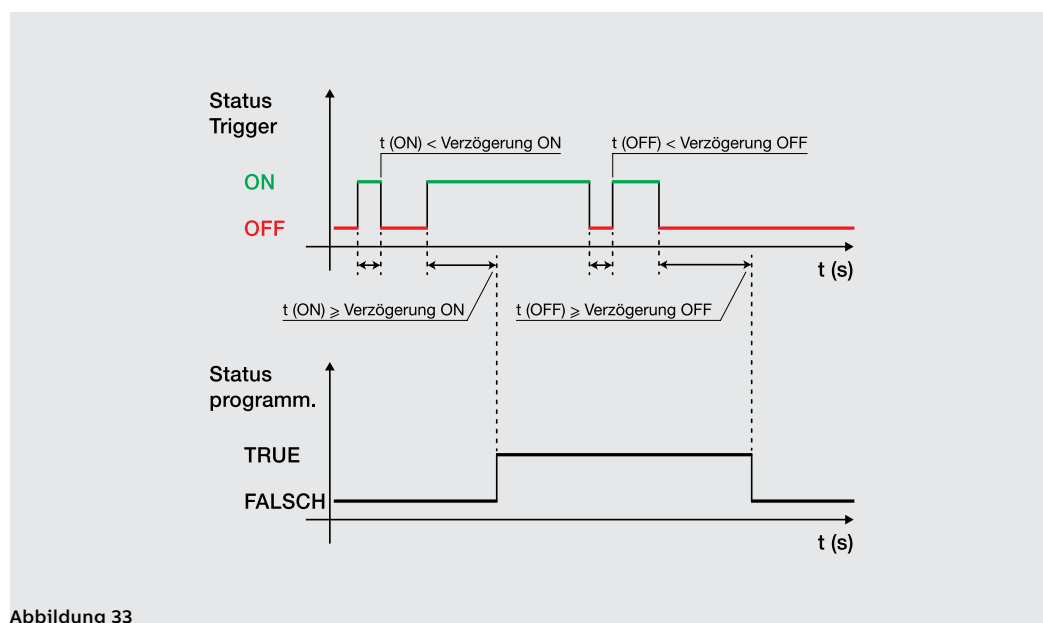 Status
Trigger
t (ON) < Verzögerung ON
t (OFF) < Verzögerung OFF
ON
OFF
t (s)
t (ON) ⩾ Verzögerung ON
t (OFF) ⩾ Verzögerung OFF
Status
programm.
TRUE
FALSCH
t (s)
Abbildung 33